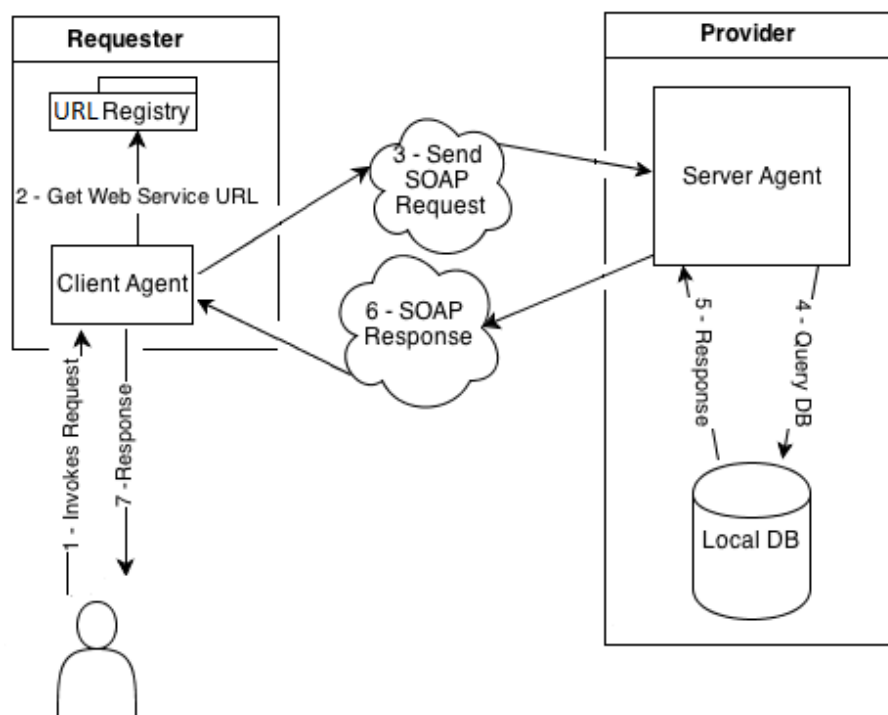 Requester
URL Registry
2 - Get Web Service URL
Client Agent
1 - Invokes Request
7 -Response
3 - Send
SOAP
Request
6 - SOAP
Response
Provider
Server Agent
5 - Response
4 - Query DB
Local DB